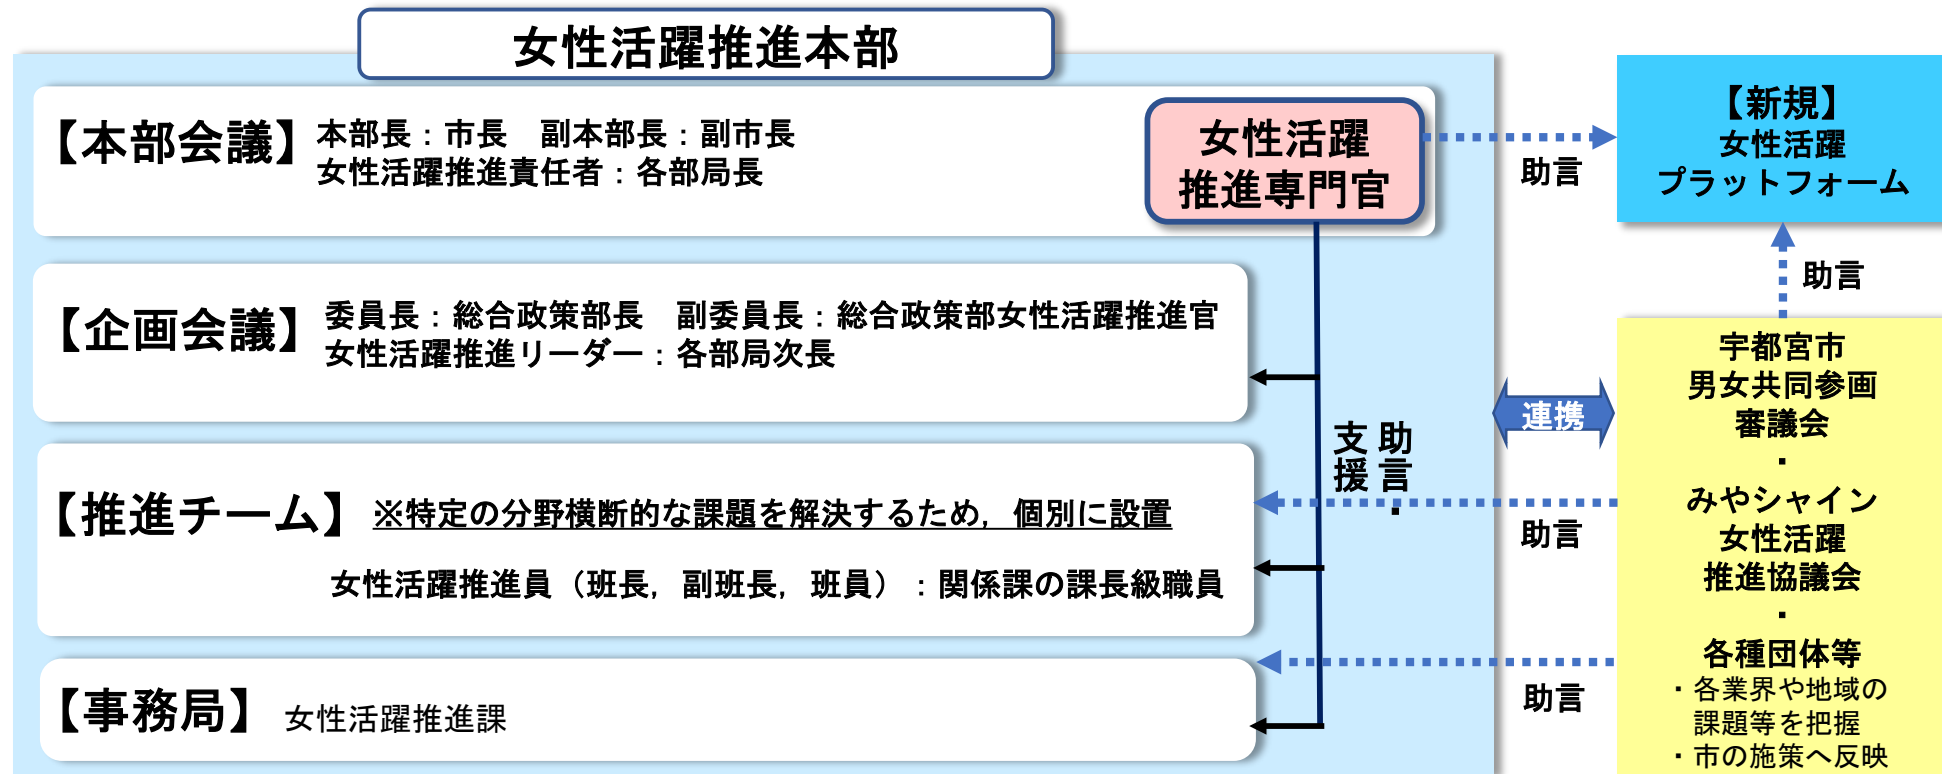 女性活躍推進本部
【本部会議】
本部長：市長　副本部長：副市長
女性活躍推進責任者：各部局長
女性活躍
推進専門官
助言
【新規】
女性活躍
プラットフォーム
助言
【企画会議】
委員長：総合政策部長　副委員長：総合政策部女性活躍推進官
女性活躍推進リーダー：各部局次長
助言・
支援
連携
【推進チーム】
※特定の分野横断的な課題を解決するため，個別に設置
女性活躍推進員（班長，副班長，班員）：関係課の課長級職員
助言
【事務局】
女性活躍推進課
助言
宇都宮市
男女共同参画
審議会
・
みやシャイン
女性活躍
推進協議会
・
各種団体等
・各業界や地域の
課題等を把握
・市の施策へ反映